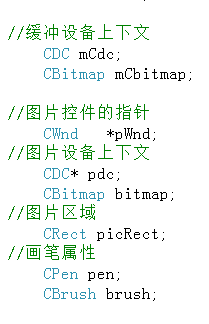 //缓冲设备上下文
CDC mCdc;
CBitmap mCbitmap;
//图片控件的指针
CWnd   *pWnd;
//图片设备上下文
CDC* pdc;
CBitmap bitmap;
//图片区域
CRect picRect;
//画笔属性
CPen pen;
CBrush brush;